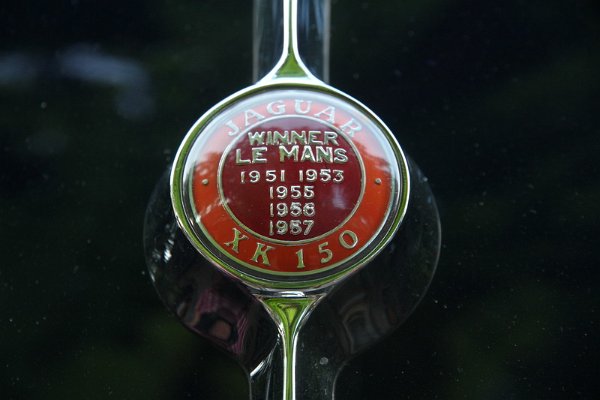 JAGUAR
WINNER
LE MANS
1951 1953
1955
1956
1957
XK 150